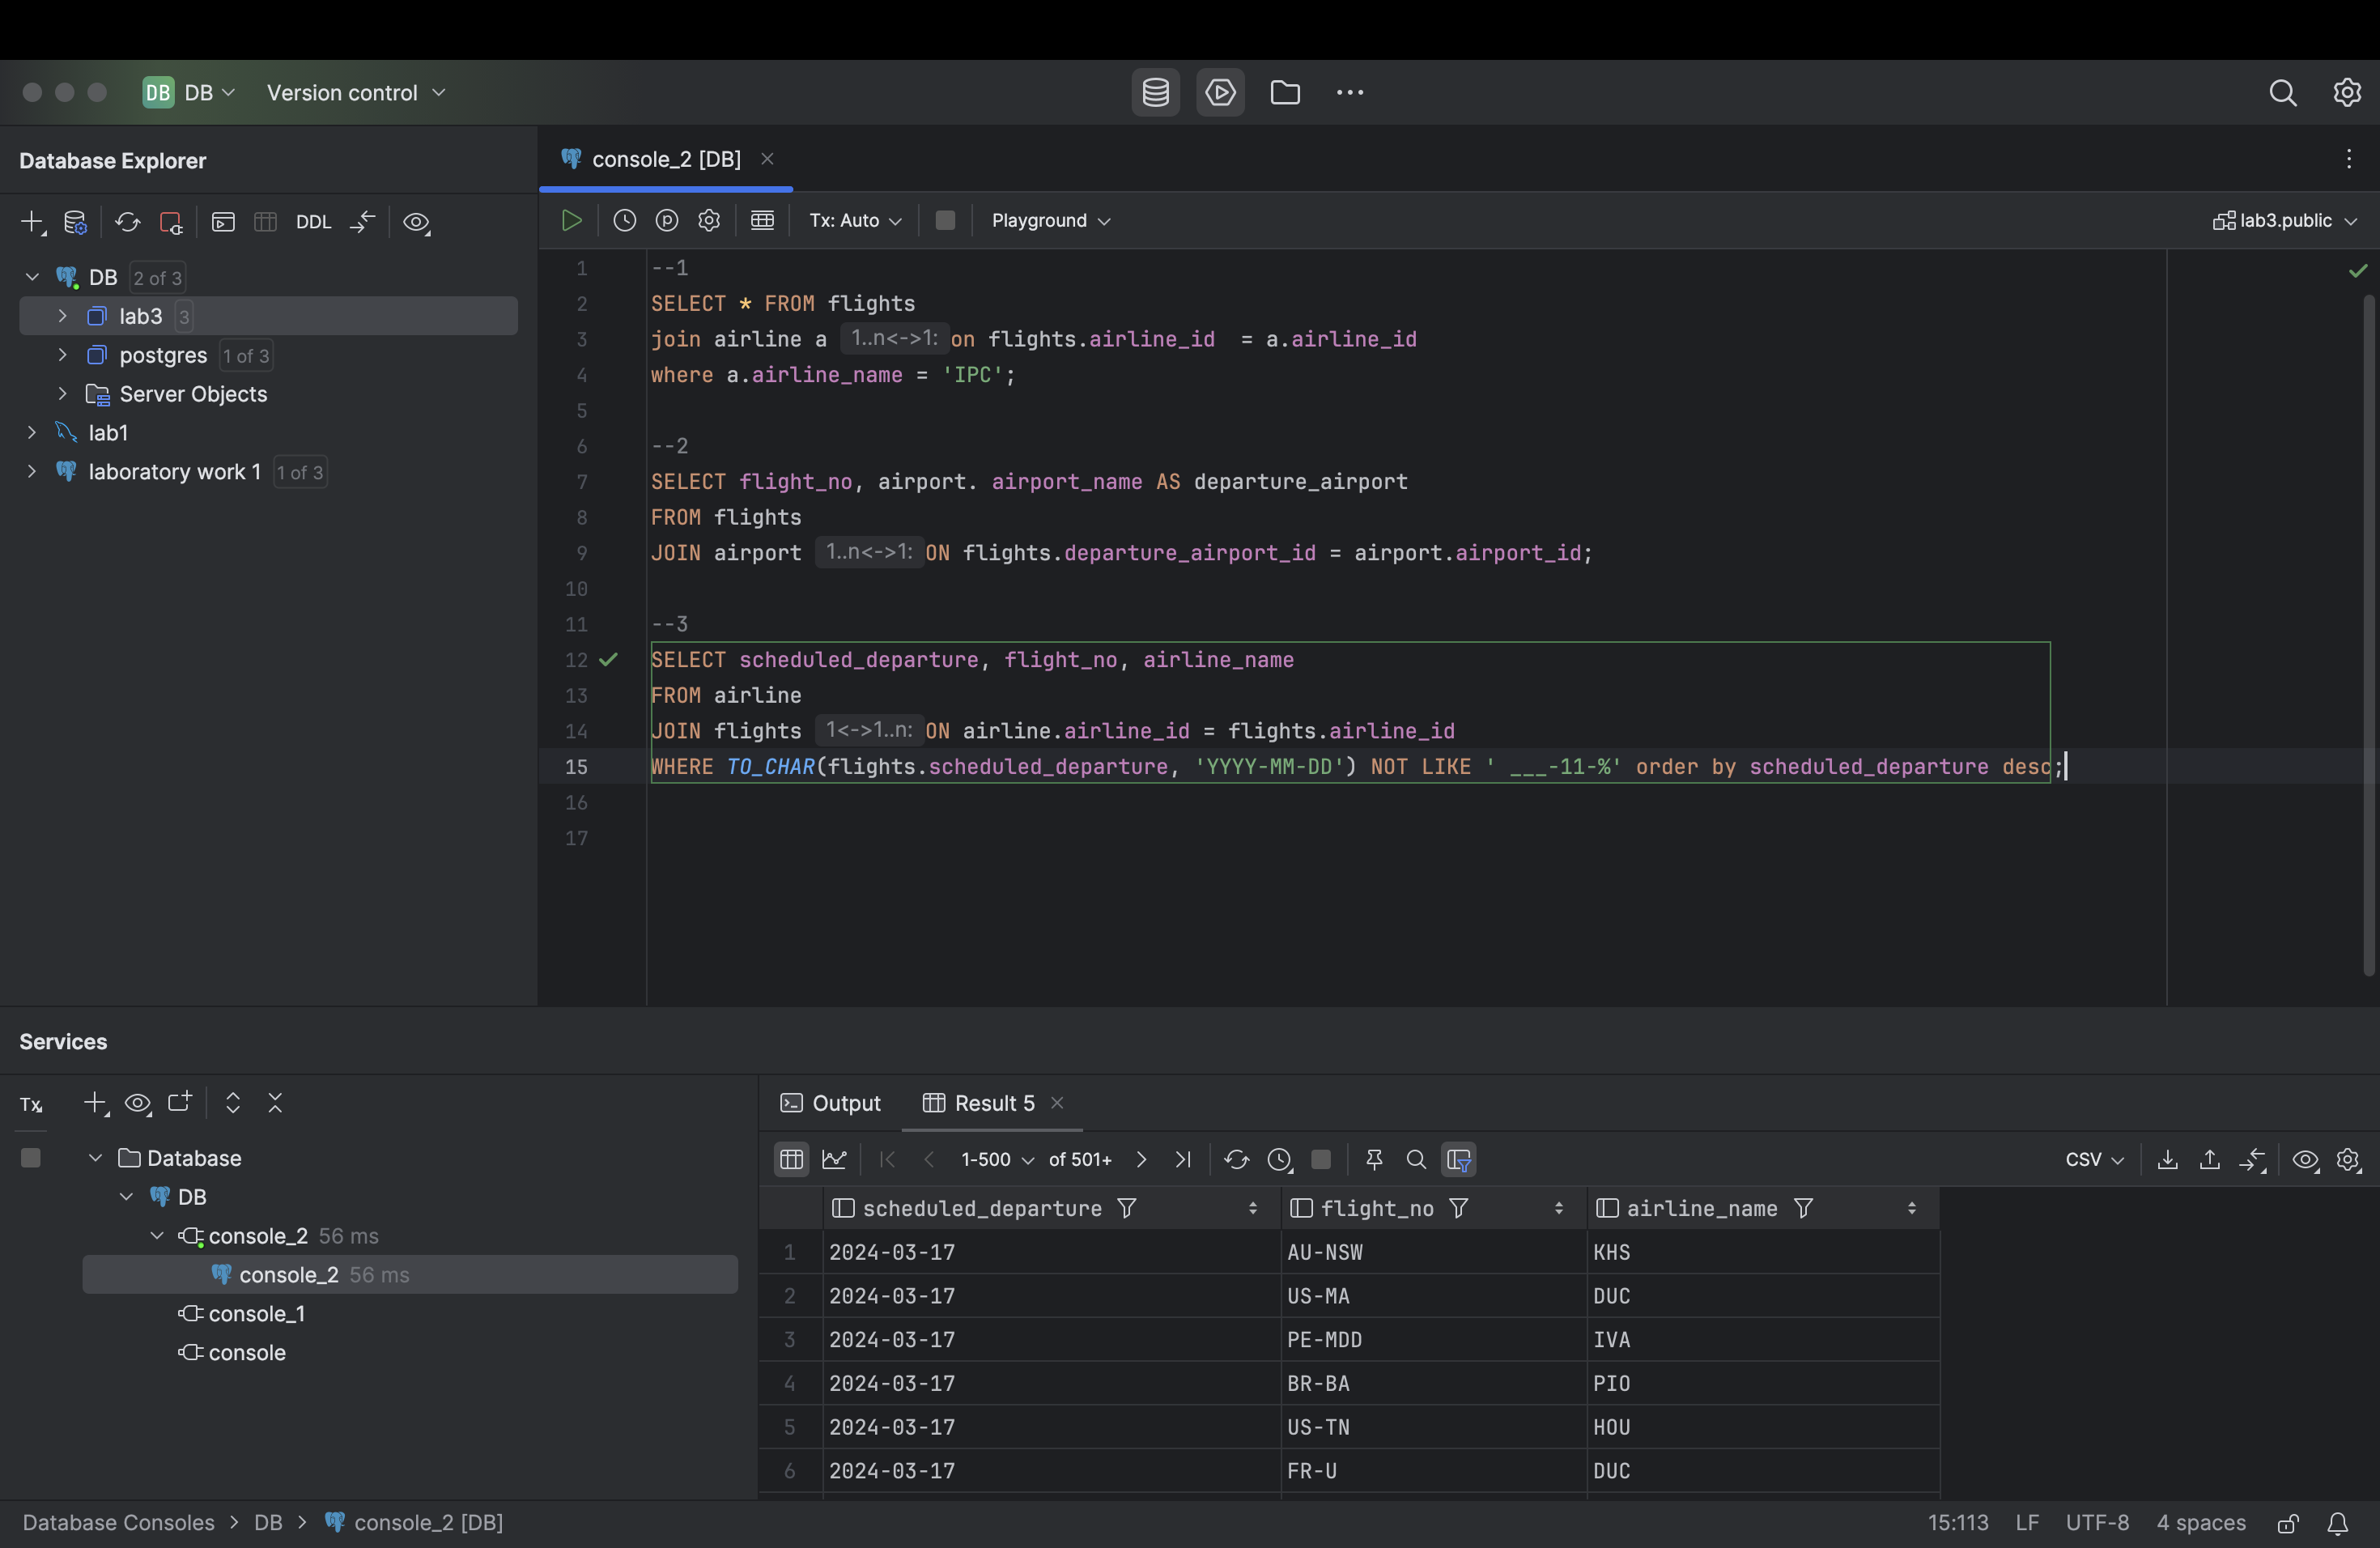 DB DB Version control
Database Explorer
console_2 [DB]
DDL
Tx: Auto Playground lab3.public
DB 2 of 3
lab3 3
postgres 1 of 3
Server Objects
lab1
laboratory work 1 1 of 3
1 --1
2 SELECT * FROM flights
3 join airline a 1..n<->1: on flights.airline_id = a.airline_id
4 where a.airline_name = 'IPC';
5
6 --2
7 SELECT flight_no, airport. airport_name AS departure_airport
8 FROM flights
9 JOIN airport 1..n<->1: ON flights.departure_airport_id = airport.airport_id;
10
11 --3
12 SELECT scheduled_departure, flight_no, airline_name
13 FROM airline
14 JOIN flights 1<->1..n: ON airline.airline_id = flights.airline_id
15 WHERE TO_CHAR(flights.scheduled_departure, 'YYYY-MM-DD') NOT LIKE ' ___-11-%' order by scheduled_departure desc;
16
17
Services
Tx
Database
DB
console_2 56 ms
console_2 56 ms
console_1
console
Output Result 5
1-500 of 501+ CSV
scheduled_departure flight_no airline_name
1 2024-03-17 AU-NSW KHS
2 2024-03-17 US-MA DUC
3 2024-03-17 PE-MDD IVA
4 2024-03-17 BR-BA PIO
5 2024-03-17 US-TN HOU
6 2024-03-17 FR-U DUC
Database Consoles > DB > console_2 [DB] 15:113 LF UTF-8 4 spaces